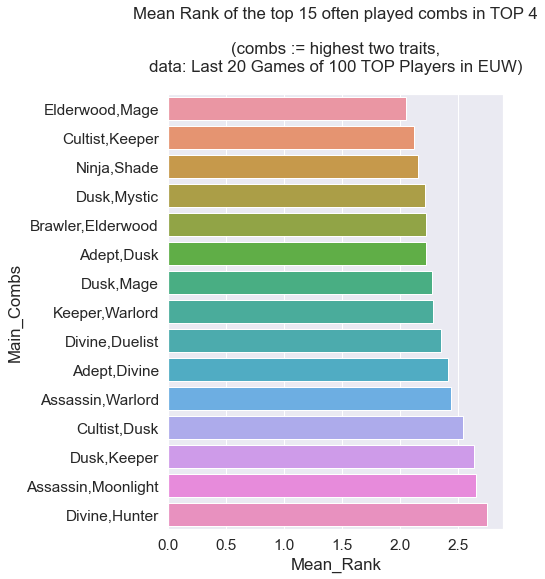 Mean Rank of the top 15 often played combs in TOP 4
(combs := highest two traits,
data: Last 20 Games of 100 TOP Players in EUW)
Main_Combs
Elderwood,Mage
Cultist,Keeper
Ninja,Shade
Dusk,Mystic
Brawler,Elderwood
Adept,Dusk
Dusk,Mage
Keeper,Warlord
Divine,Duelist
Adept,Divine
Assassin,Warlord
Cultist,Dusk
Dusk,Keeper
Assassin,Moonlight
Divine,Hunter
0.0 0.5 1.0 1.5 2.0 2.5
Mean_Rank